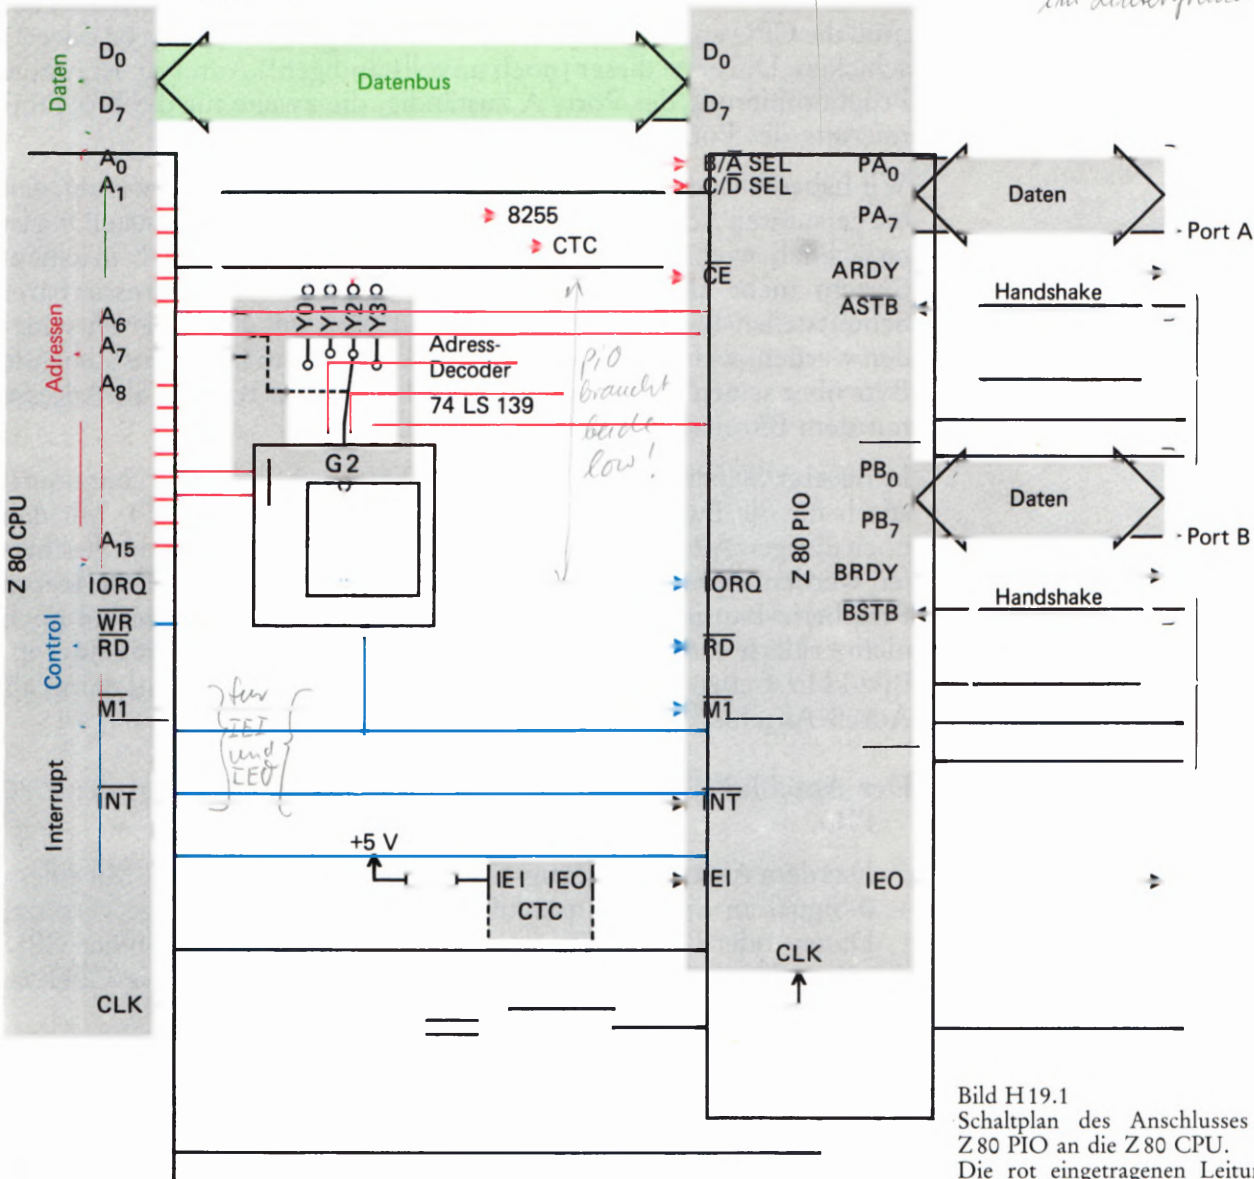 im
Daten
D0
D7
Datenbus
D0
D7
Adressen
A0
A1
A6
A7
A8
A15
B/A SEL
C/D SEL
8255
CTC
CE
PA0
PA7
Daten
Port A
ARDY
ASTB
Handshake
Y0 Y1 Y2 Y3
Adress-
Decoder
74 LS 139
G2
PIO
braucht
beide
low!
Z 80 CPU
Z 80 PIO
PB0
PB7
Daten
Port B
BRDY
BSTB
Handshake
Control
IORQ
WR
RD
M1
IORQ
RD
M1
für
IEI
und
IEO
Interrupt
INT
INT
+5 V
IEI IEO
CTC
IEI
IEO
CLK
CLK
Bild H 19.1
Schaltplan des Anschlusses
Z 80 PIO an die Z 80 CPU.
Die rot eingetragenen